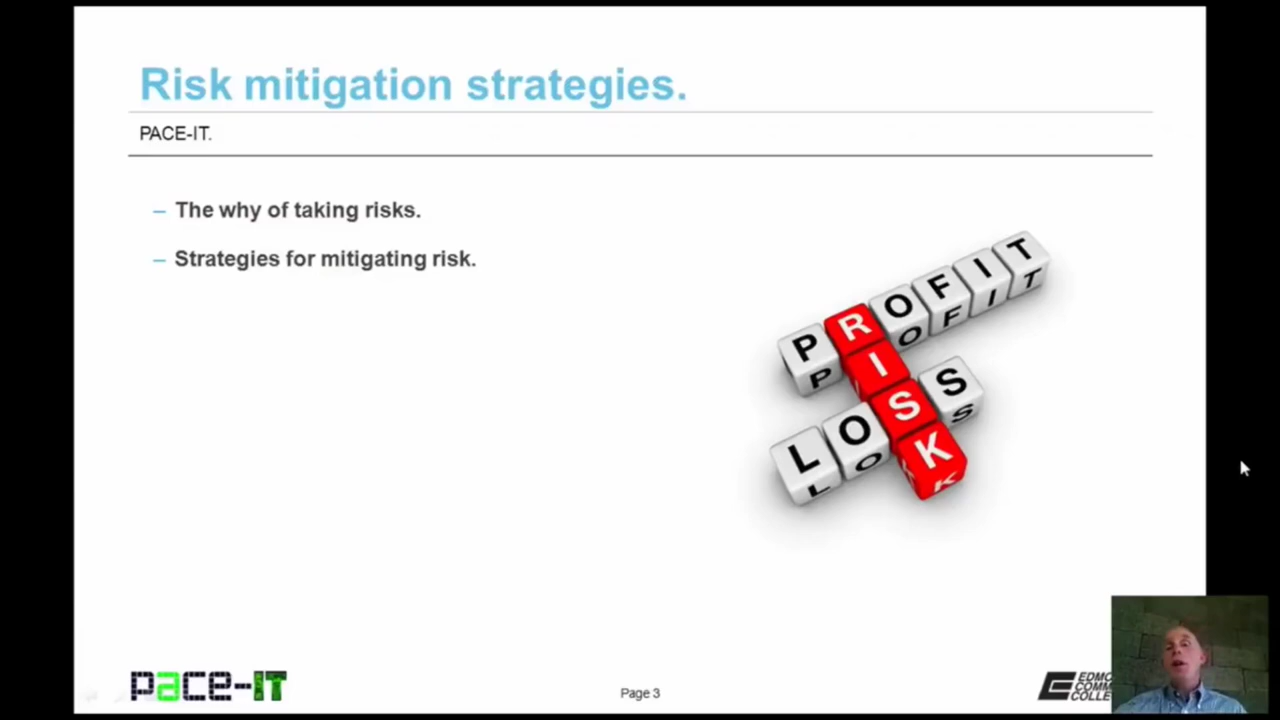 Risk mitigation strategies.
PACE-IT.
– The why of taking risks.
– Strategies for mitigating risk.
PROFIT
RISK
LOSS
pace-IT
Page 3
COLLE